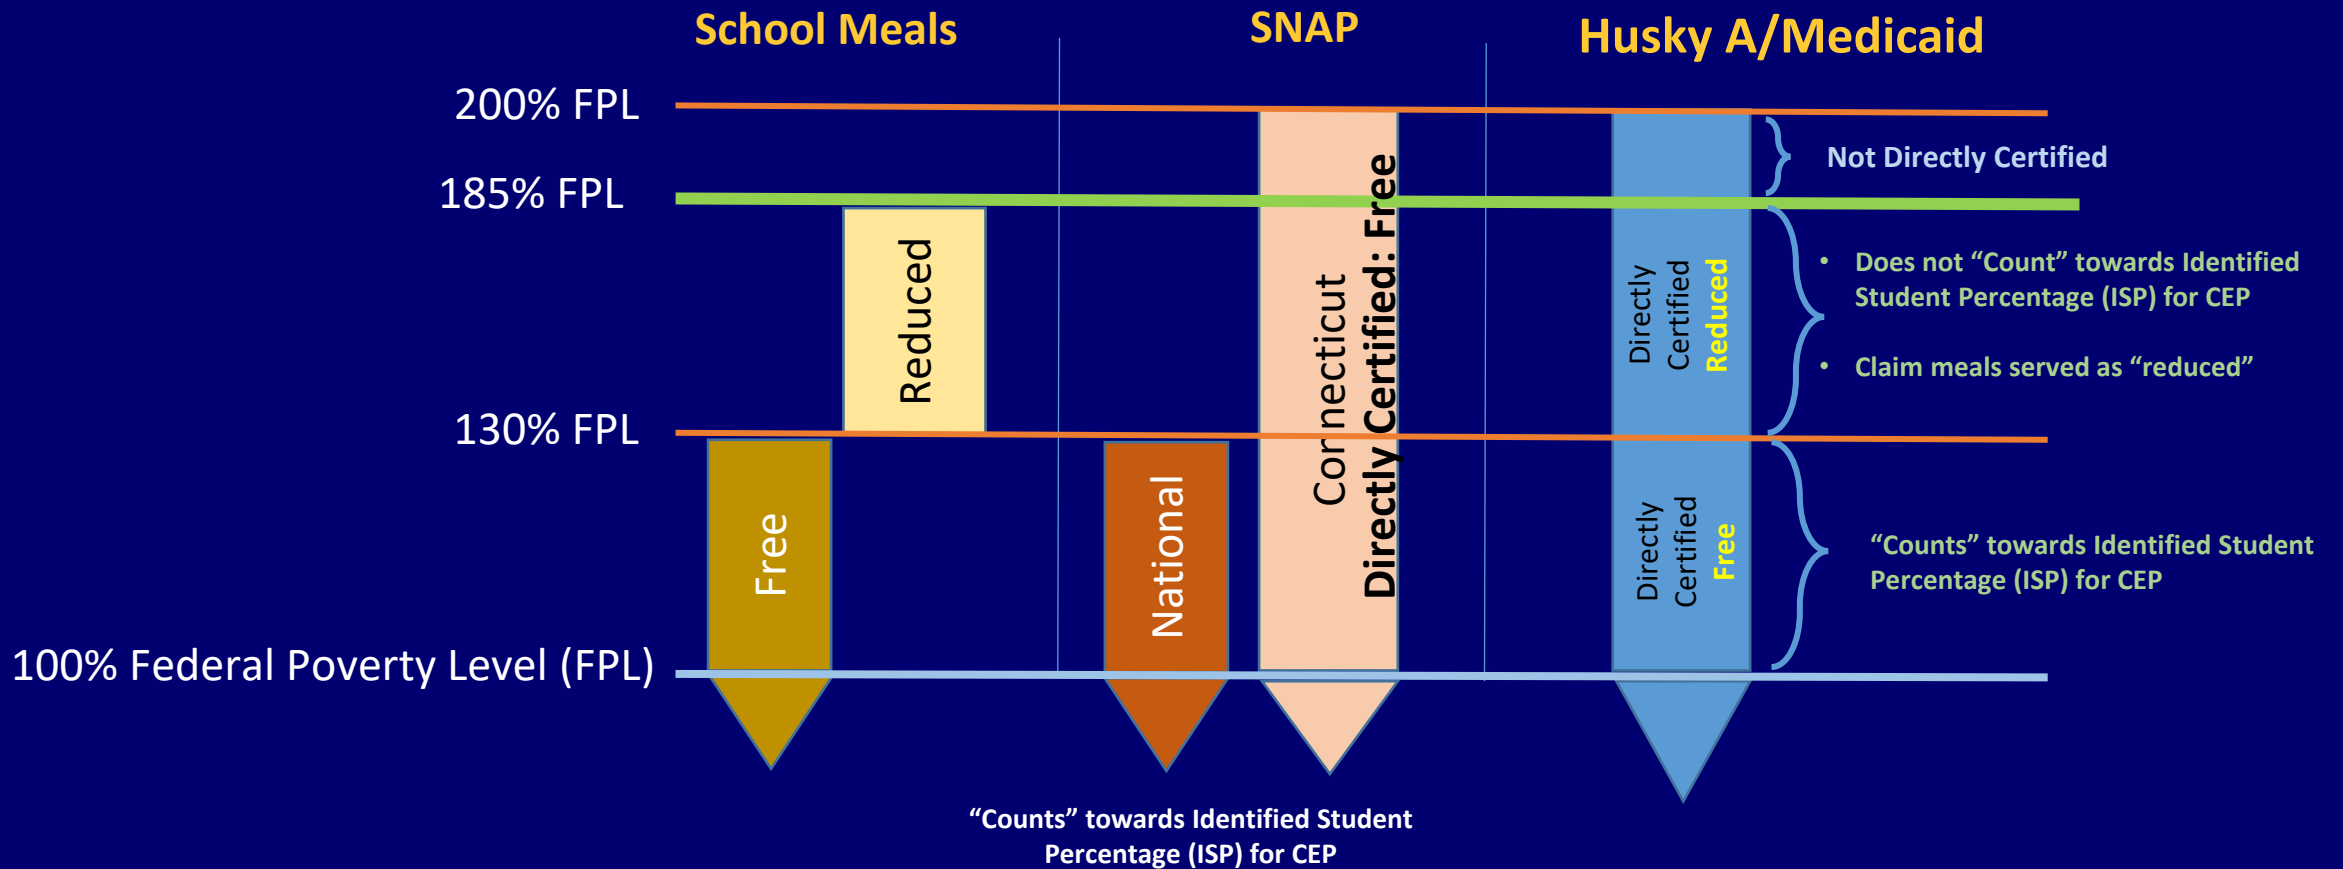 School Meals
SNAP
Husky A/Medicaid
200% FPL
Not Directly Certified
185% FPL
Reduced
Connecticut
Directly Certified: Free
Directly
Certified
Reduced
• Does not “Count” towards Identified
Student Percentage (ISP) for CEP
• Claim meals served as “reduced”
130% FPL
Free
National
Directly
Certified
Free
“Counts” towards Identified Student
Percentage (ISP) for CEP
100% Federal Poverty Level (FPL)
“Counts” towards Identified Student
Percentage (ISP) for CEP